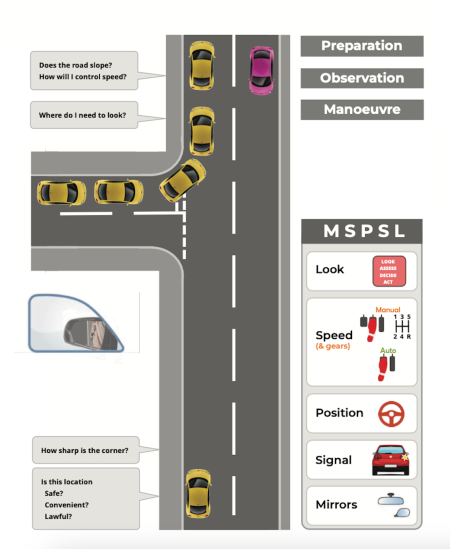 Preparation
Observation
Manoeuvre
Does the road slope?
How will I control speed?
Where do I need to look?
M S P S L
Look
LOOK
ASSESS
DECIDE
ACT
Manual
1 3 5
2 4 R
Speed
(& gears)
Auto
Position
Signal
Mirrors
How sharp is the corner?
Is this location
Safe?
Convenient?
Lawful?